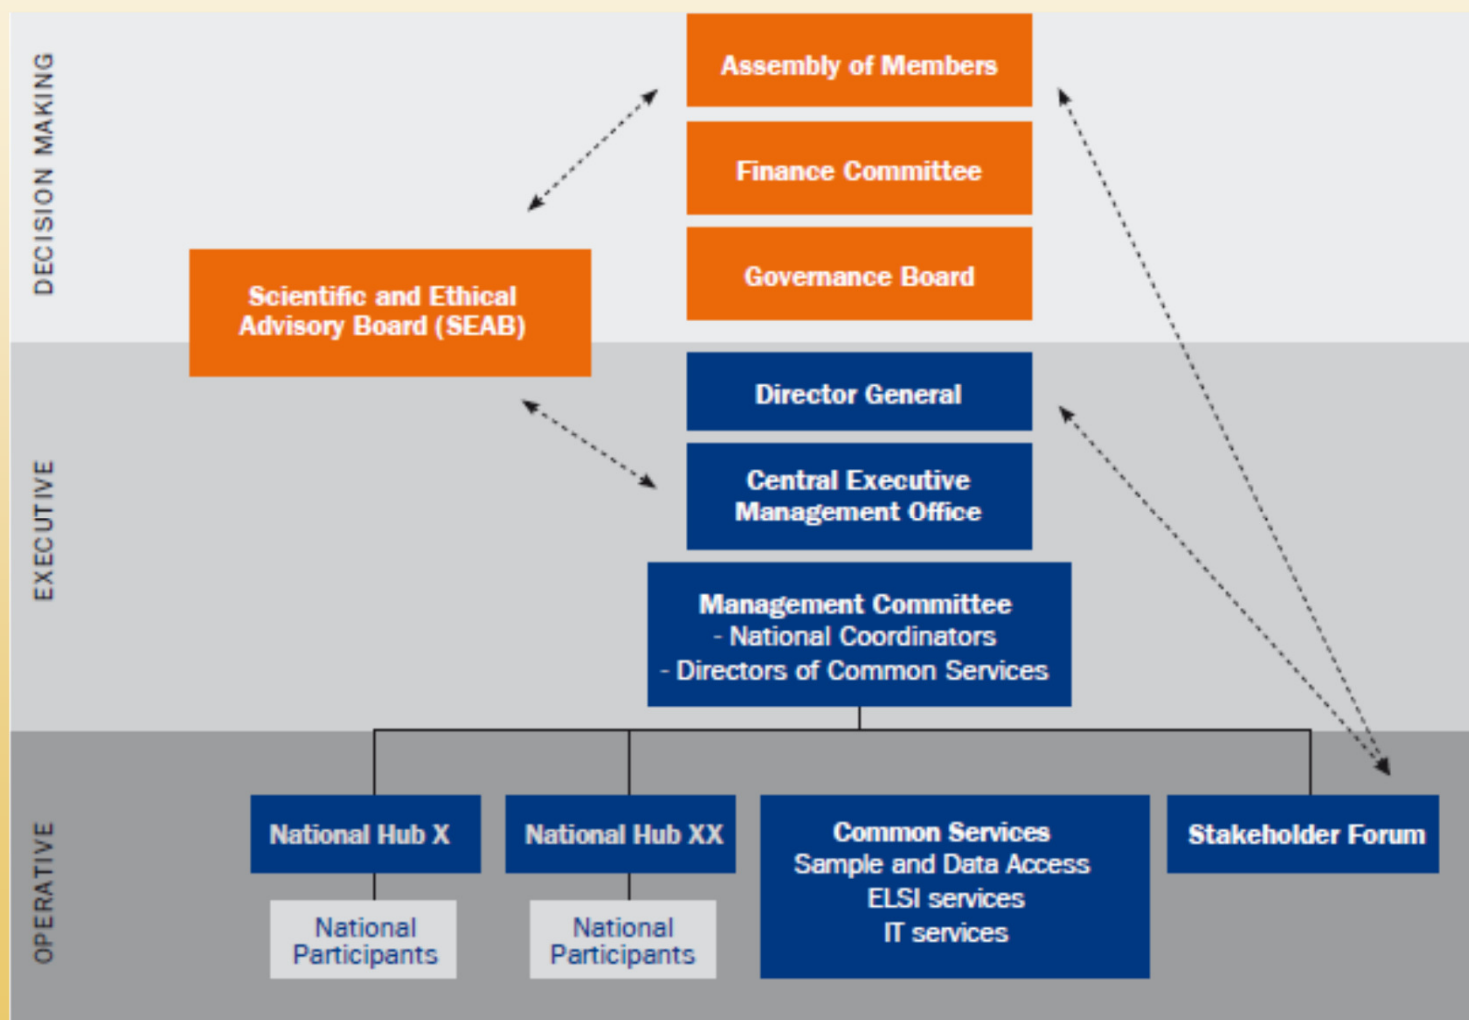 DECISION MAKING
Assembly of Members
Finance Committee
Governance Board
Scientific and Ethical
Advisory Board (SEAB)
EXECUTIVE
Director General
Central Executive
Management Office
Management Committee
- National Coordinators
- Directors of Common Services
OPERATIVE
National Hub X
National Participants
National Hub XX
National Participants
Common Services
Sample and Data Access
ELSI services
IT services
Stakeholder Forum